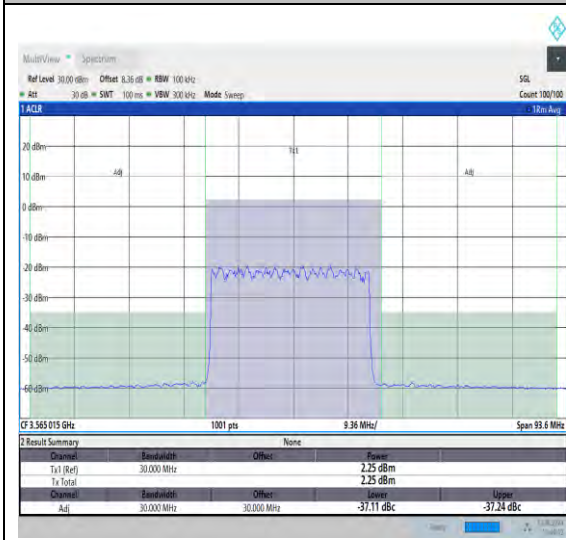 MultiView Spectrum
Ref Level 30.00 dBm Offset 8.36 dB RBW 100 kHz SGL
Att 30 dB SWT 100 ms VBW 300 kHz Mode Sweep Count 100/100
1 ACLR 1Rm Avg
Tx1
20 dBm
Adj Adj
10 dBm
0 dBm
-10 dBm
-20 dBm
-30 dBm
-40 dBm
-50 dBm
-60 dBm
CF 3.565 015 GHz 1001 pts 9.36 MHz/ Span 93.6 MHz
2 Result Summary None
Channel Bandwidth Offset Power
Tx1 (Ref) 30.000 MHz 2.25 dBm
Tx Total 2.25 dBm
Channel Bandwidth Offset Lower Upper
Adj 30.000 MHz 30.000 MHz -37.11 dBc -37.24 dBc